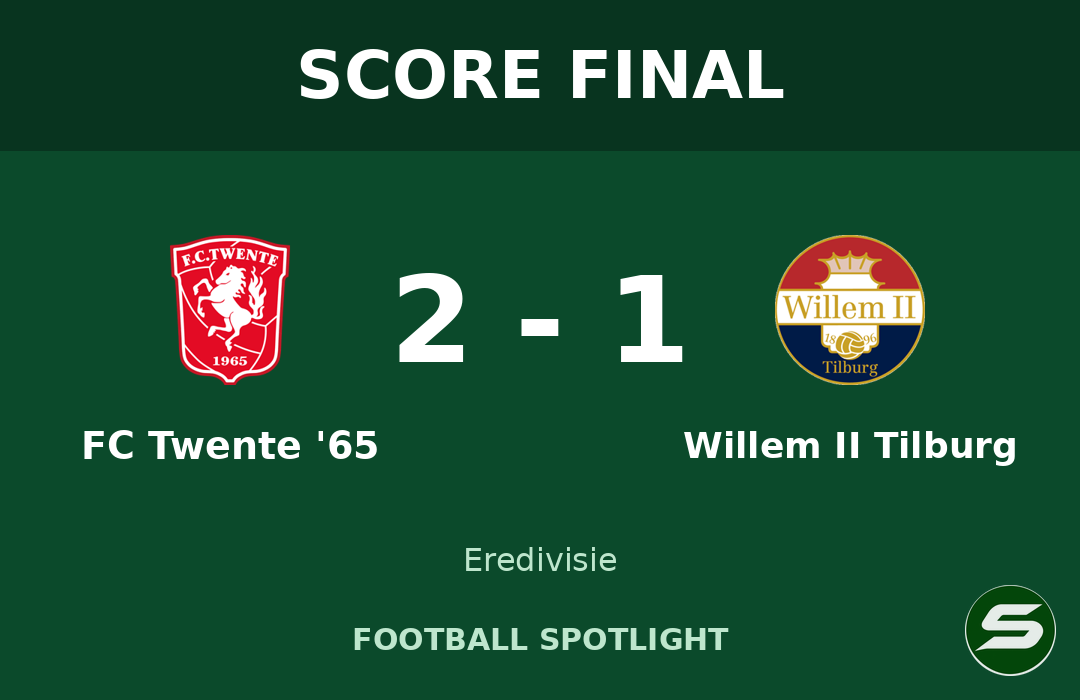 SCORE FINAL
F.C.TWENTE
1965
2 - 1
Willem II
1896
Tilburg
FC Twente '65
Willem II Tilburg
Eredivisie
FOOTBALL SPOTLIGHT
S